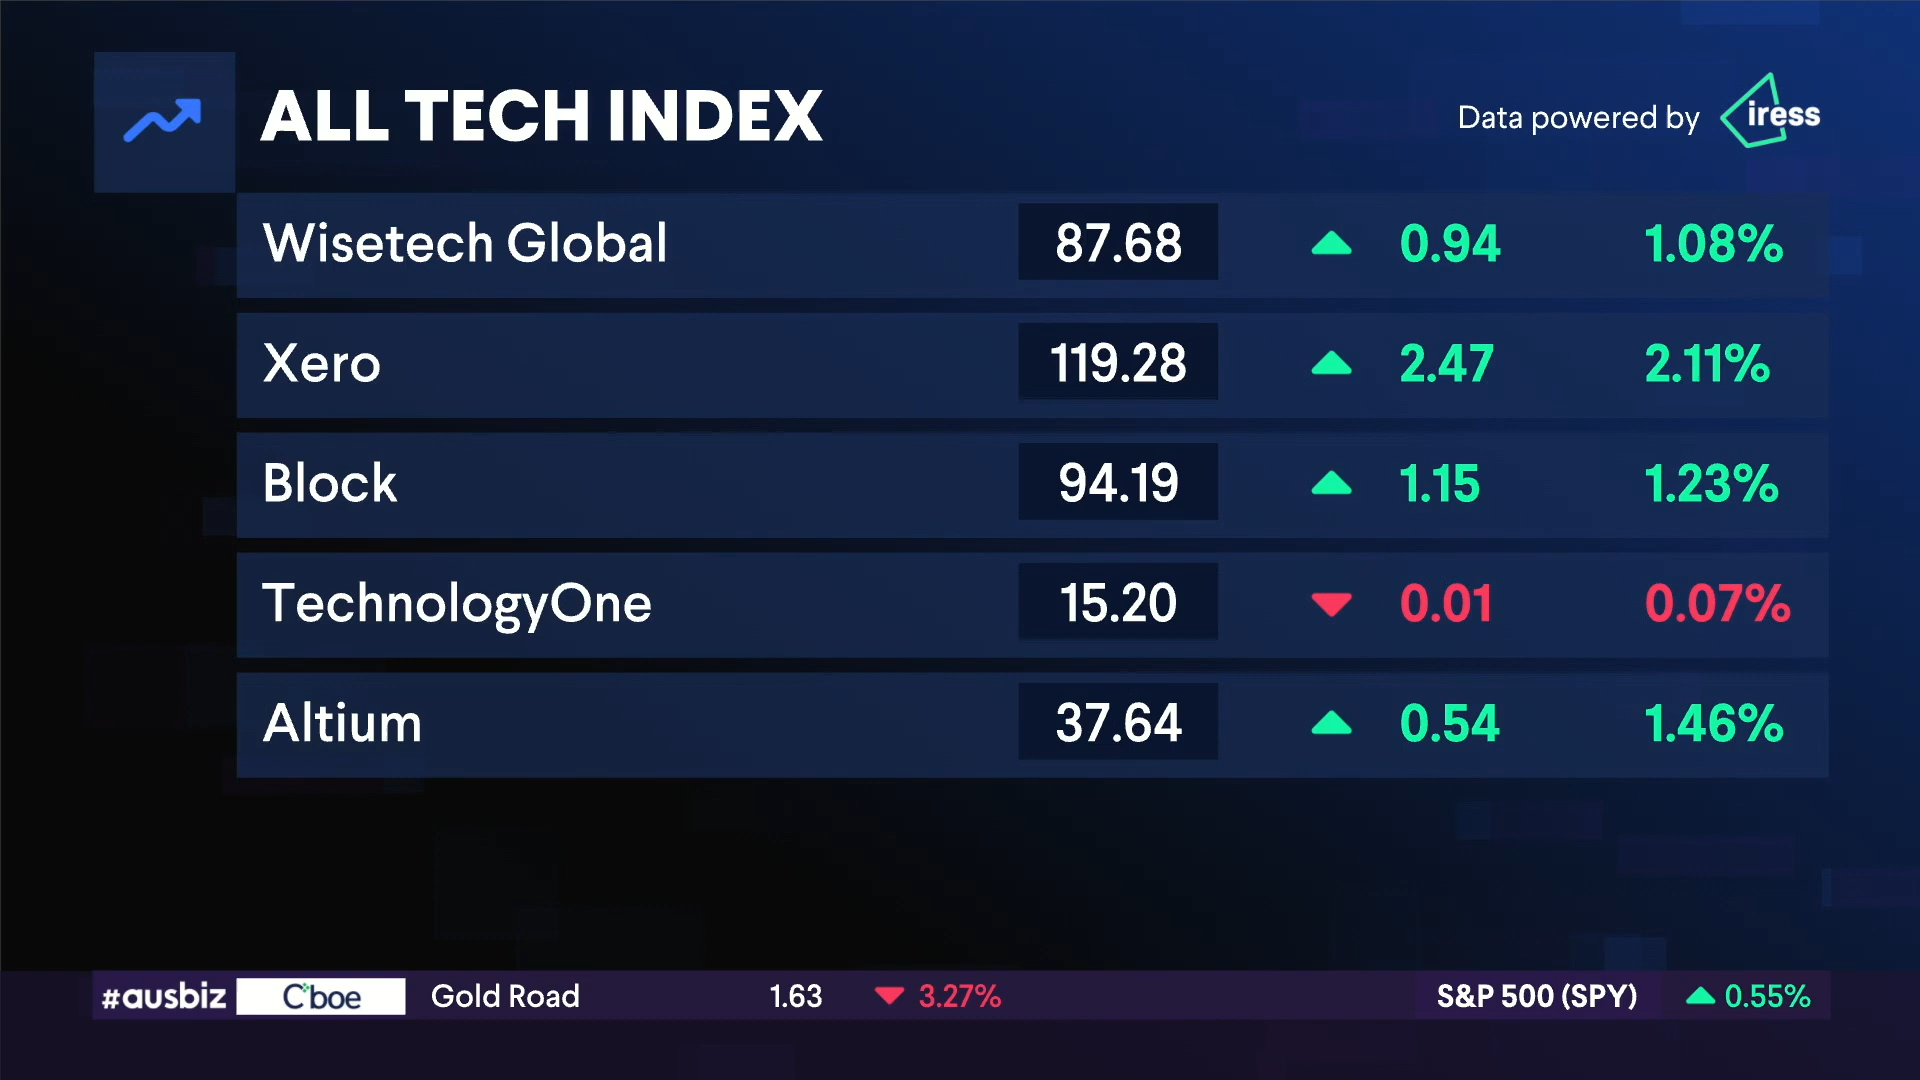 ALL TECH INDEX
Data powered by iress
Wisetech Global 87.68 0.94 1.08%
Xero 119.28 2.47 2.11%
Block 94.19 1.15 1.23%
TechnologyOne 15.20 0.01 0.07%
Altium 37.64 0.54 1.46%
#ausbiz Cboe Gold Road 1.63 3.27% S&P 500 (SPY) 0.55%